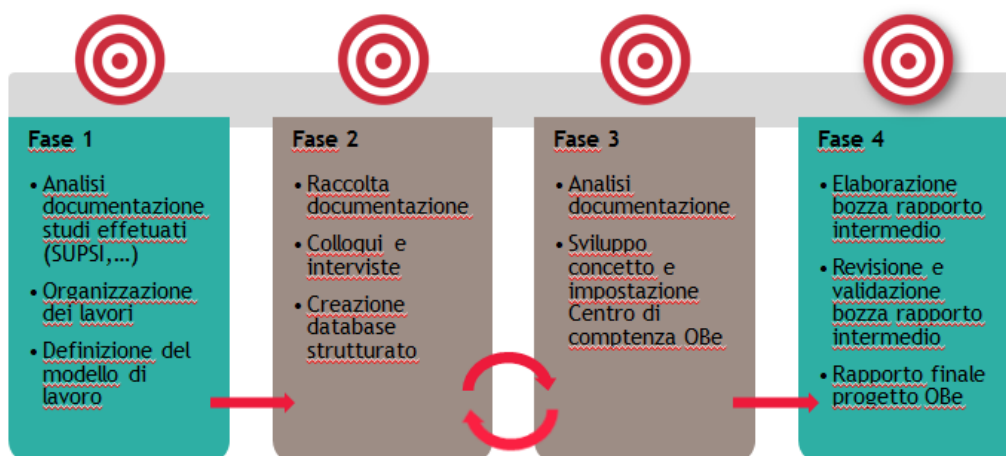 Fase 1
• Analisi
documentazione
studi effetuati
(SUPSI,...)
• Organizzazione
dei lavori
• Definizione del
modello di
lavoro
Fase 2
• Raccolta
documentazione
• Colloqui e
interviste
• Creazione
database
strutturato
Fase 3
• Analisi
documentazione
• Sviluppo
concetto e
impostazione
Centro di
comptenza OBe
Fase 4
• Elaborazione
bozza rapporto
intermedio
• Revisione e
validazione
bozza rapporto
intermedio
• Rapporto finale
progetto OBe